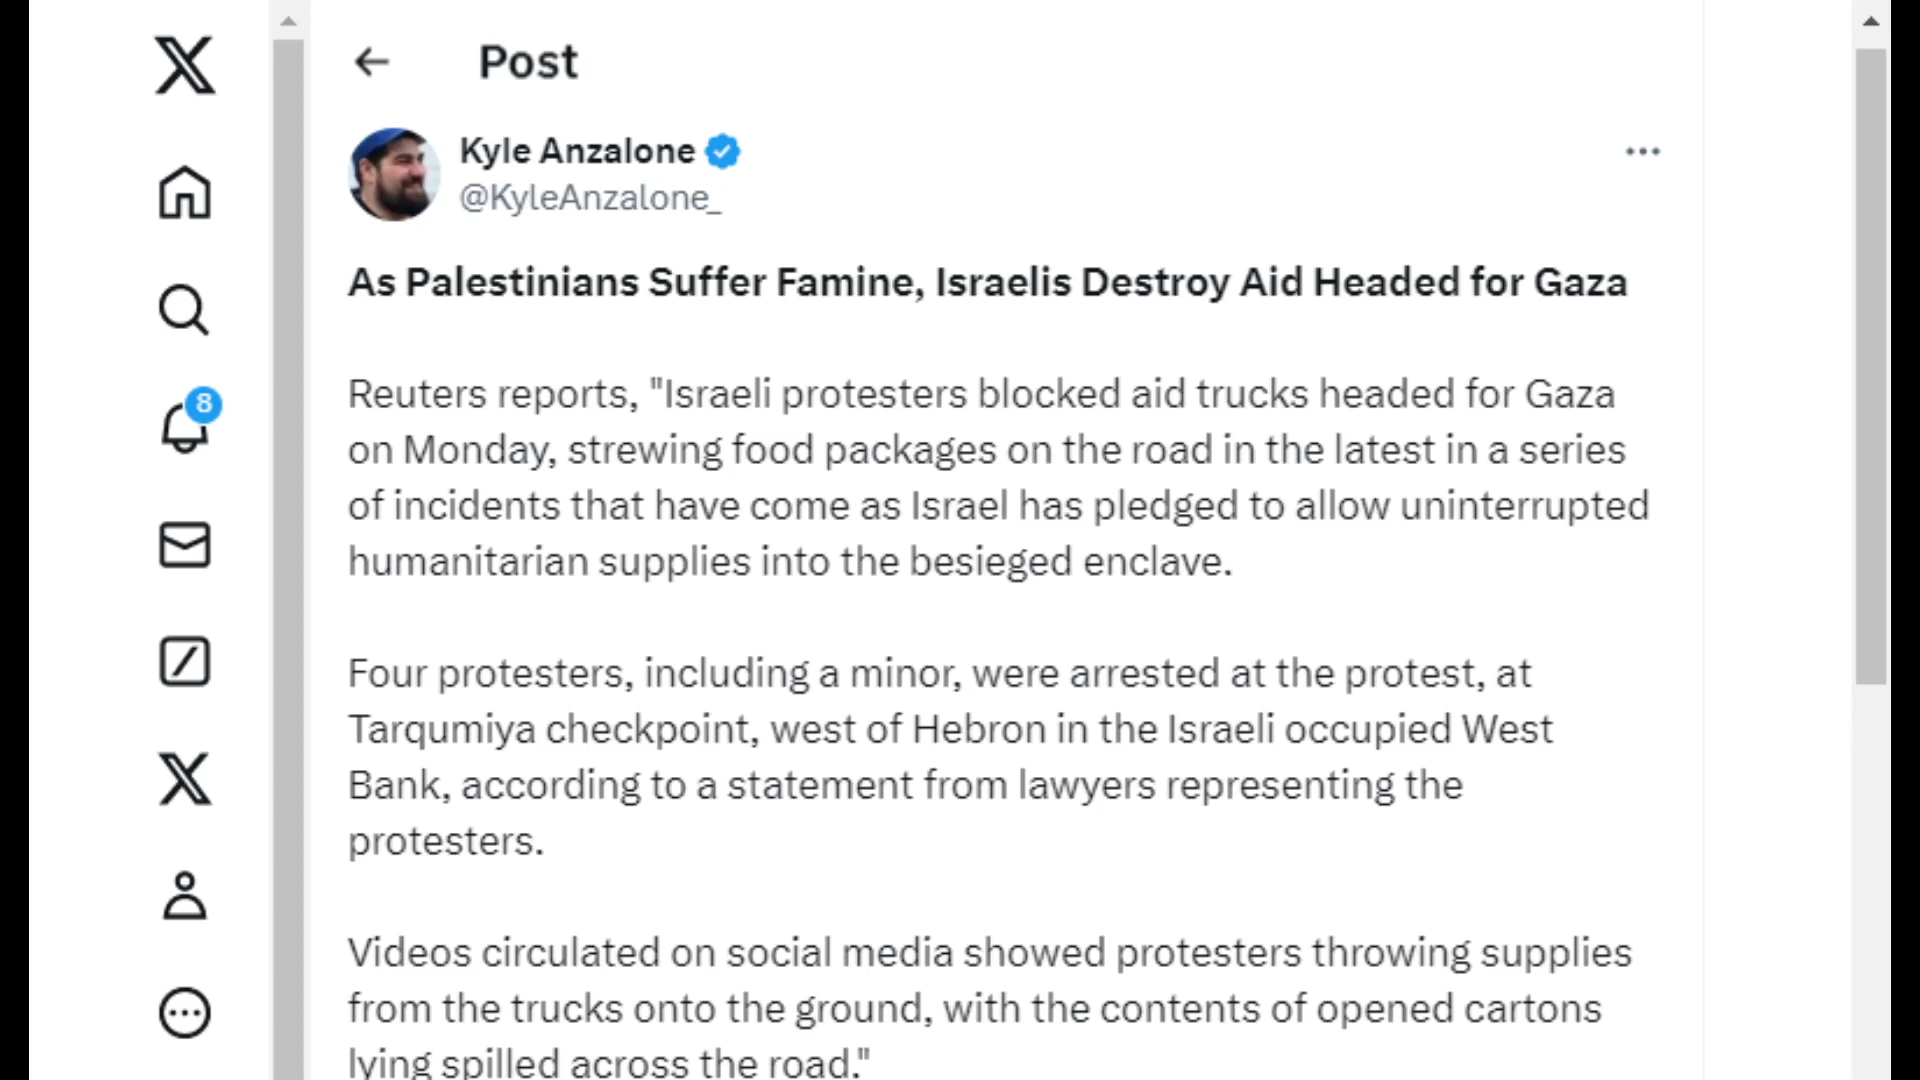 Post
Kyle Anzalone
@KyleAnzalone_
As Palestinians Suffer Famine, Israelis Destroy Aid Headed for Gaza
Reuters reports, "Israeli protesters blocked aid trucks headed for Gaza
on Monday, strewing food packages on the road in the latest in a series
of incidents that have come as Israel has pledged to allow uninterrupted
humanitarian supplies into the besieged enclave.
Four protesters, including a minor, were arrested at the protest, at
Tarqumiya checkpoint, west of Hebron in the Israeli occupied West
Bank, according to a statement from lawyers representing the
protesters.
Videos circulated on social media showed protesters throwing supplies
from the trucks onto the ground, with the contents of opened cartons
lying spilled across the road."
8